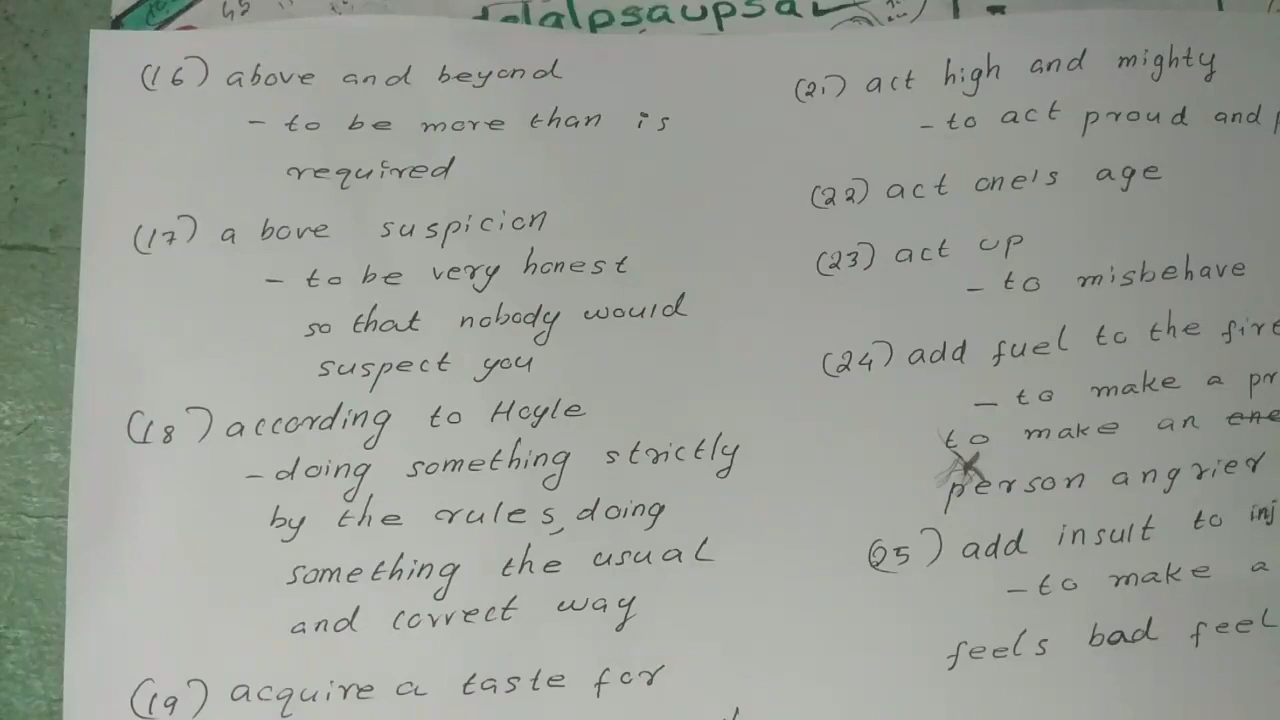 (16) above and beyond
- to be more than is
required
(17) above suspicion
- to be very honest
so that nobody would
suspect you
(18) according to Hoyle
- doing something strictly
by the rules, doing
something the usual
and correct way
(19) acquire a taste for
(21) act high and mighty
- to act proud and
(22) act one's age
(23) act up
- to misbehave
(24) add fuel to the fire
- to make a
to make an
person angrier
(25) add insult to
- to make a
feels bad feel